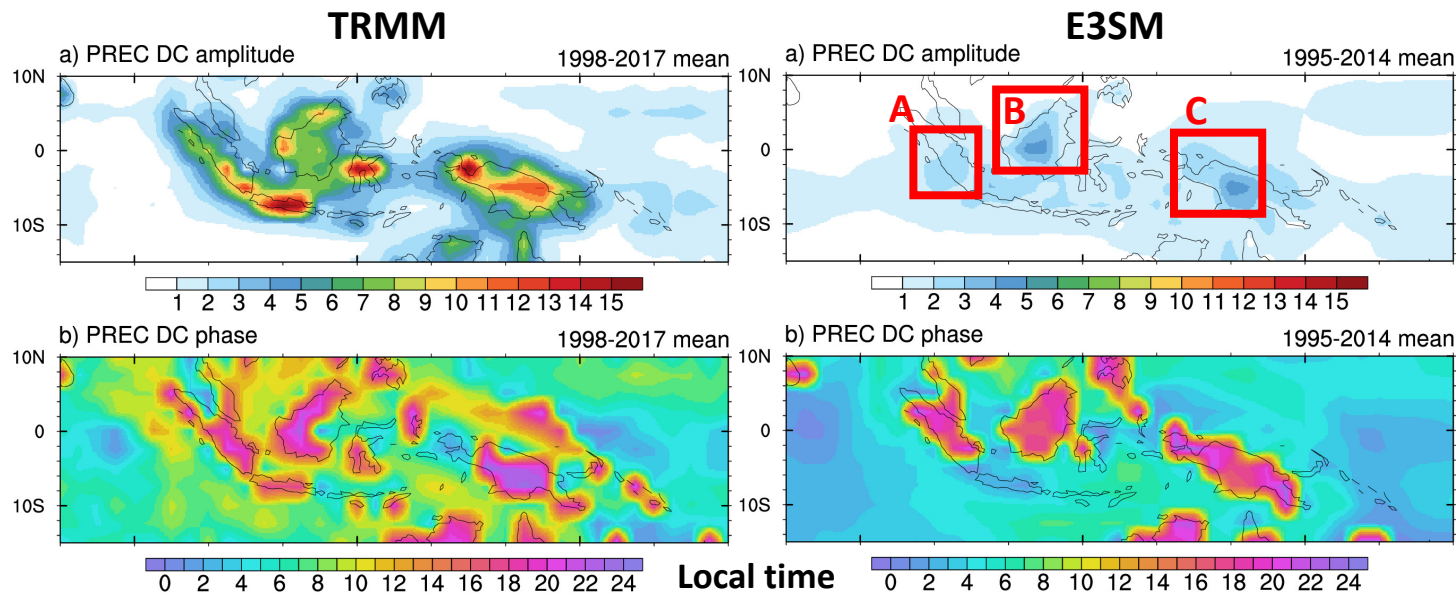 TRMM
E3SM
a) PREC DC amplitude
1998-2017 mean
a) PREC DC amplitude
1995-2014 mean
10N
0
10S
10N
0
10S
A
B
C
1 2 3 4 5 6 7 8 9 10 11 12 13 14 15
1 2 3 4 5 6 7 8 9 10 11 12 13 14 15
b) PREC DC phase
1998-2017 mean
b) PREC DC phase
1995-2014 mean
10N
0
10S
10N
0
10S
0 2 4 6 8 10 12 14 16 18 20 22 24
Local time
0 2 4 6 8 10 12 14 16 18 20 22 24